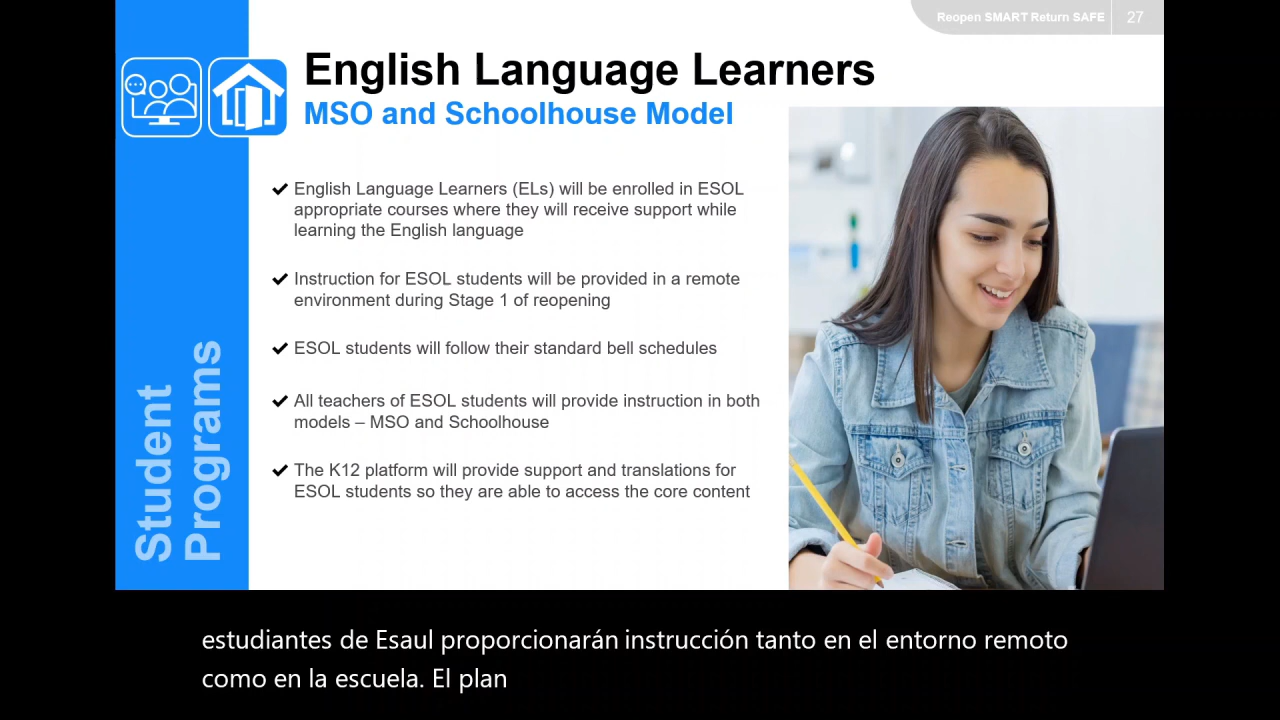 Reopen SMART Return SAFE 27
English Language Learners
MSO and Schoolhouse Model
English Language Learners (ELs) will be enrolled in ESOL
appropriate courses where they will receive support while
learning the English language
Instruction for ESOL students will be provided in a remote
environment during Stage 1 of reopening
ESOL students will follow their standard bell schedules
All teachers of ESOL students will provide instruction in both
models – MSO and Schoolhouse
The K12 platform will provide support and translations for
ESOL students so they are able to access the core content
Student
Programs
estudiantes de Esaul proporcionarán instrucción tanto en el entorno remoto
como en la escuela. El plan